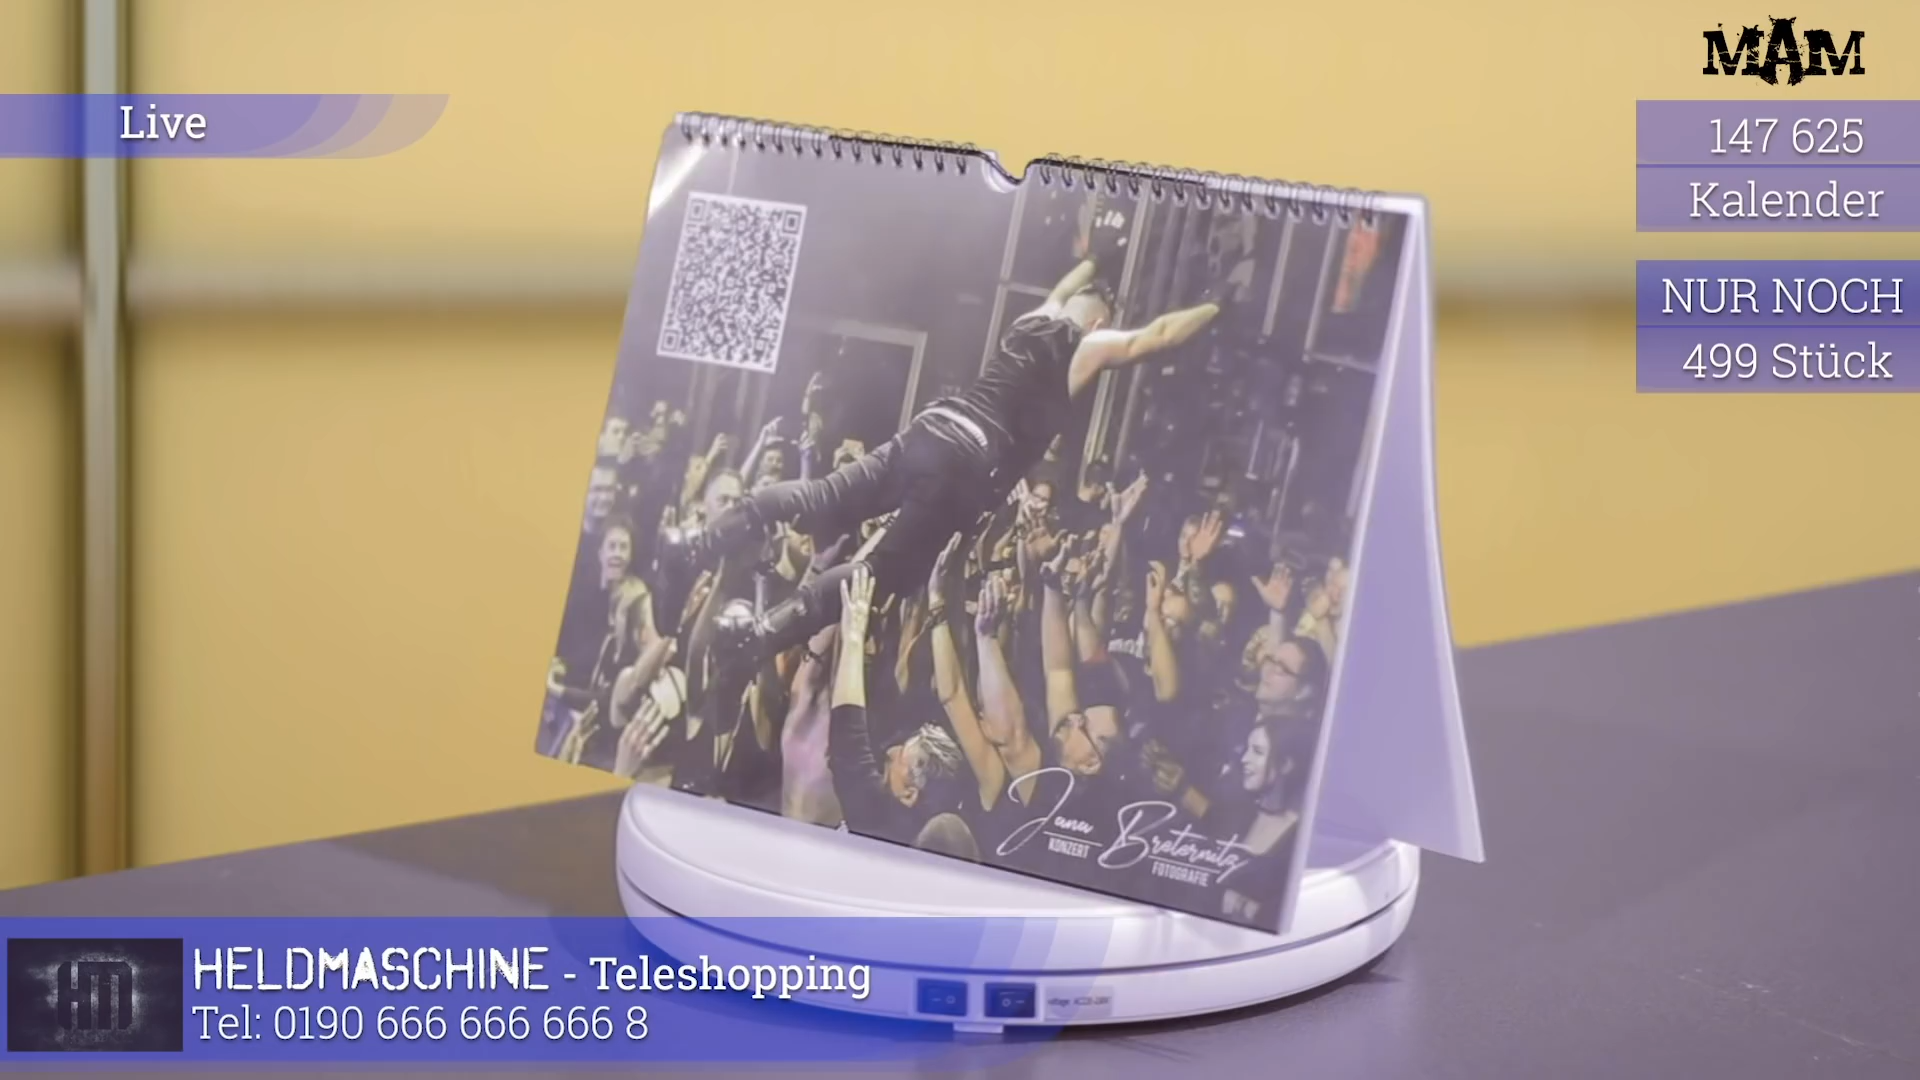 MAM
Live
147 625
Kalender
NUR NOCH
499 Stück
Jana Breternitz
KONZERT
FOTOGRAFIE
HM
HELDMASCHINE - Teleshopping
Tel: 0190 666 666 666 8